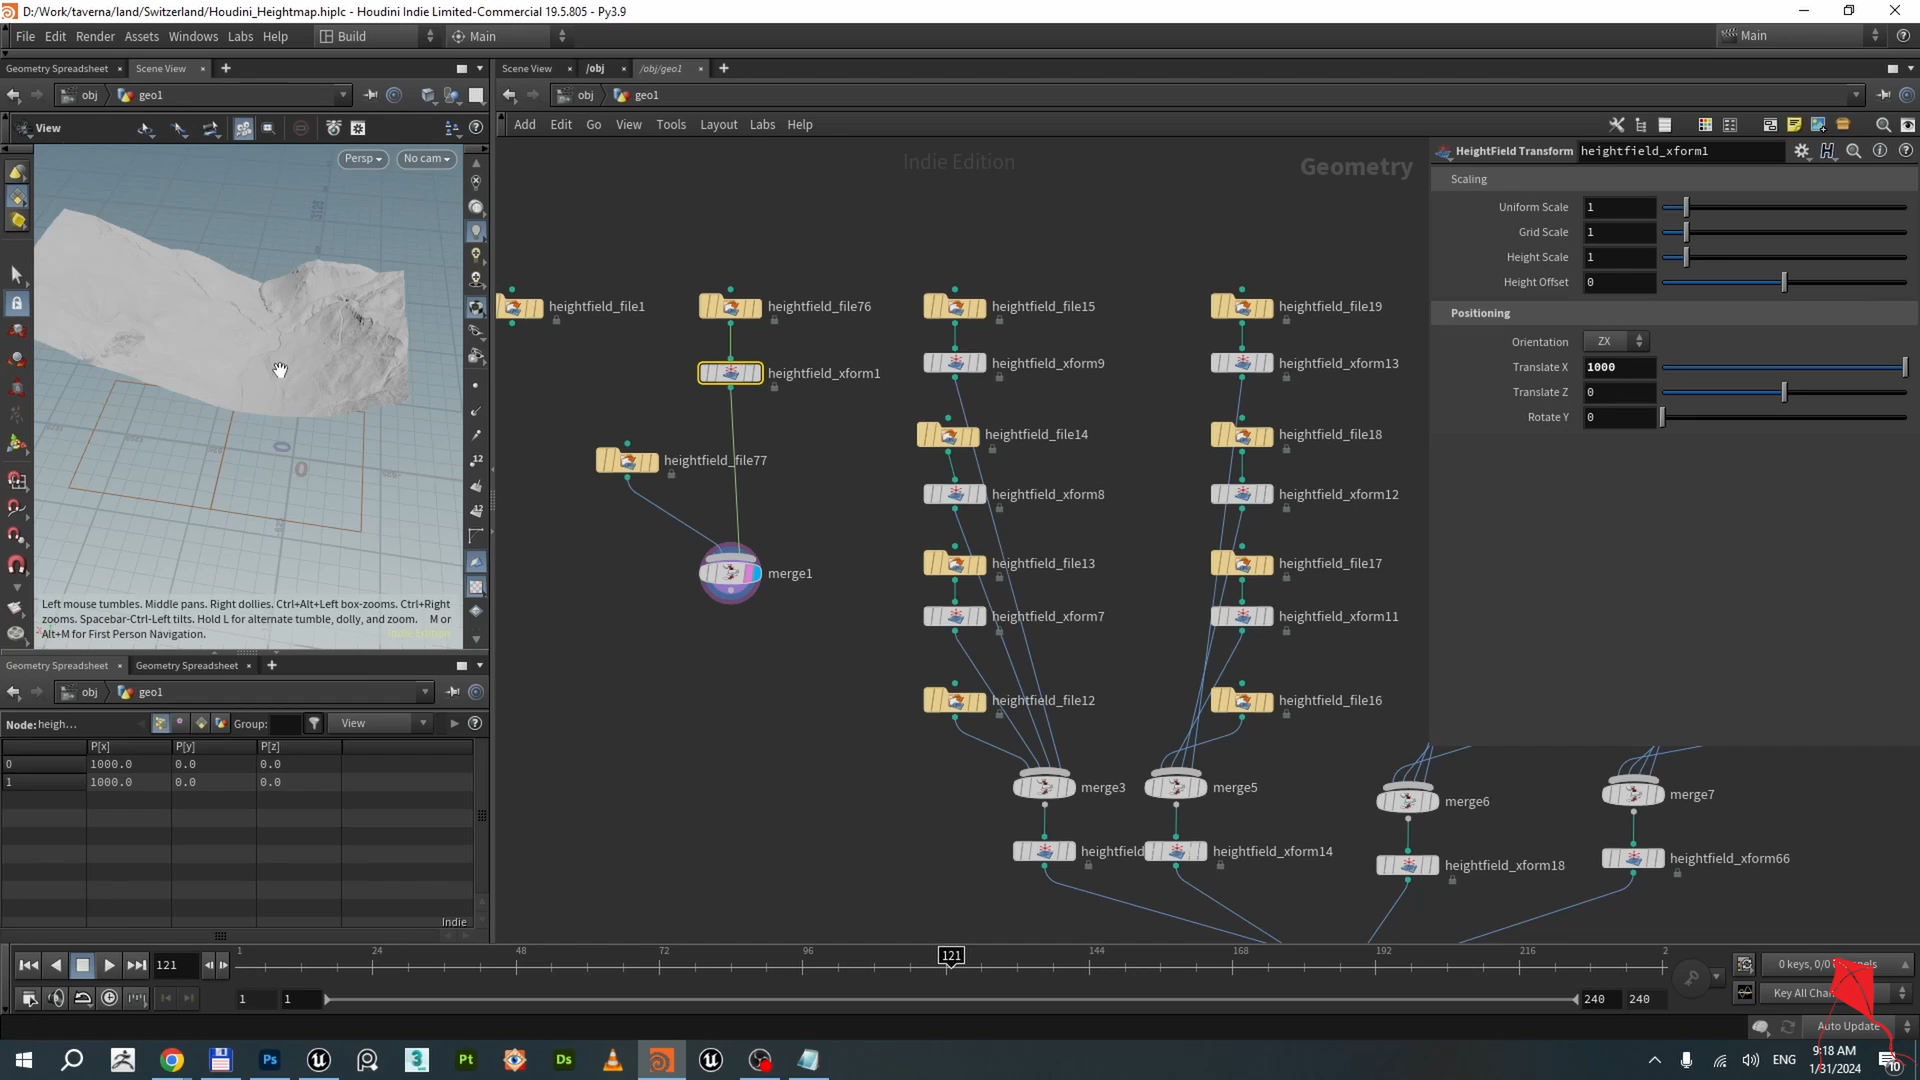 D:/Work/taverna/land/Switzerland/Houdini_Heightmap.hiplc - Houdini Indie Limited-Commercial 19.5.805 - Py3.9
File Edit Render Assets Windows Labs Help Build Main Main
Geometry Spreadsheet Scene View
obj geo1
View
Persp No cam
Left mouse tumbles. Middle pans. Right dollies. Ctrl+Alt+Left box-zooms. Ctrl+Right
zooms. Spacebar-Ctrl-Left tilts. Hold L for alternate tumble, dolly, and zoom. M or
Alt+M for First Person Navigation.
Indie Edition
Geometry Spreadsheet Geometry Spreadsheet
obj geo1
Node: heigh... Group: View
P[x] P[y] P[z]
0 1000.0 0.0 0.0
1 1000.0 0.0 0.0
Indie
Scene View /obj /obj/geo1
obj geo1
Add Edit Go View Tools Layout Labs Help
Indie Edition
Geometry
heightfield_file1 heightfield_file76 heightfield_file15 heightfield_file19
heightfield_xform1 heightfield_xform9 heightfield_xform13
heightfield_file14 heightfield_file18
heightfield_file77
heightfield_xform8 heightfield_xform12
merge1 heightfield_file13 heightfield_file17
heightfield_xform7 heightfield_xform11
heightfield_file12 heightfield_file16
merge3 merge5 merge6 merge7
heightfield heightfield_xform14 heightfield_xform18 heightfield_xform66
HeightField Transform heightfield_xform1
Scaling
Uniform Scale 1
Grid Scale 1
Height Scale 1
Height Offset 0
Positioning
Orientation ZX
Translate X 1000
Translate Z 0
Rotate Y 0
121 1 24 48 72 96 121 144 168 192 216 2
0 keys, 0/0
1 1 240 240
Key All Chan
Auto Update
ENG
9:18 AM
1/31/2024
10